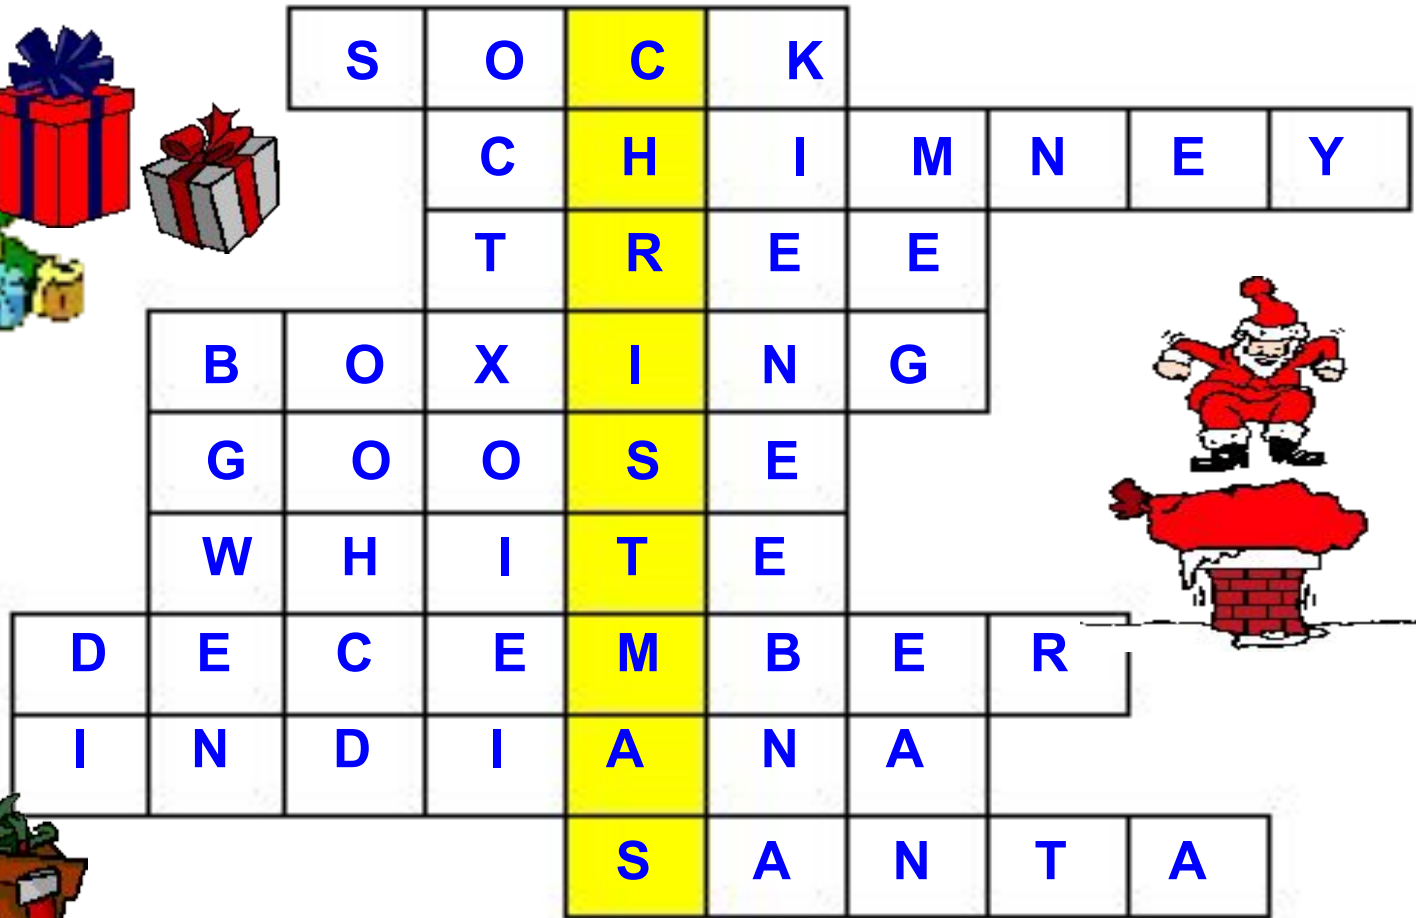 SOCK
CHIMNEY
TREE
BOXING
GOOSE
WHITE
DECEMBER
INDIANA
SANTA